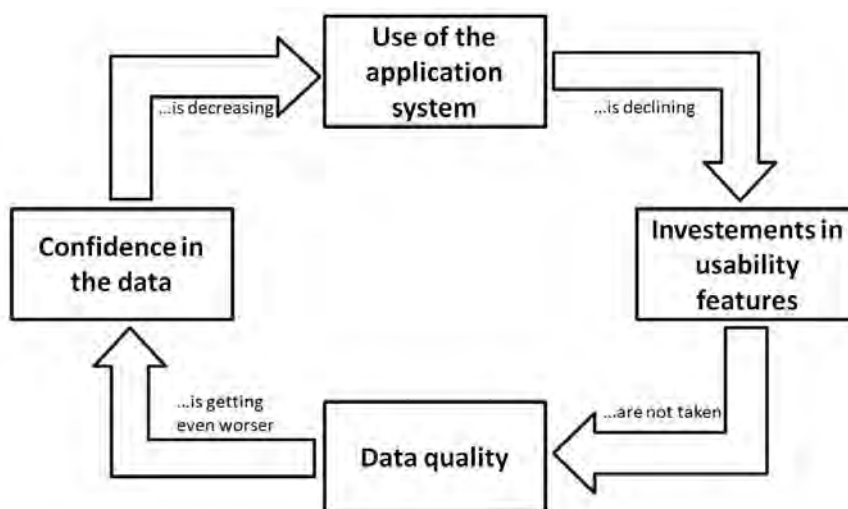 Use of the
application
system
...is decreasing
...is declining
Confidence in
the data
Investements in
usability
features
...is getting
even worser
...are not taken
Data quality